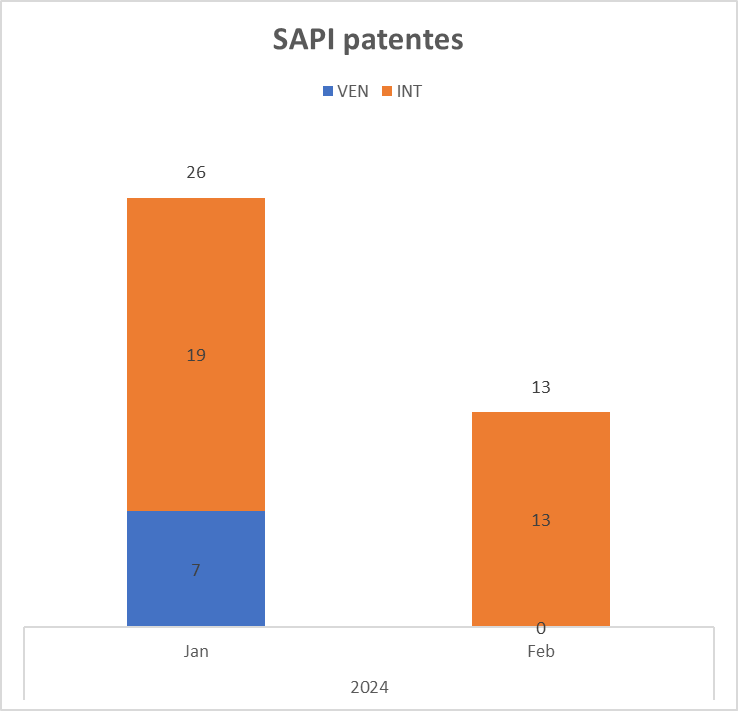 SAPI patentes
VEN INT
26
19
13
13
7
0
Jan Feb
2024